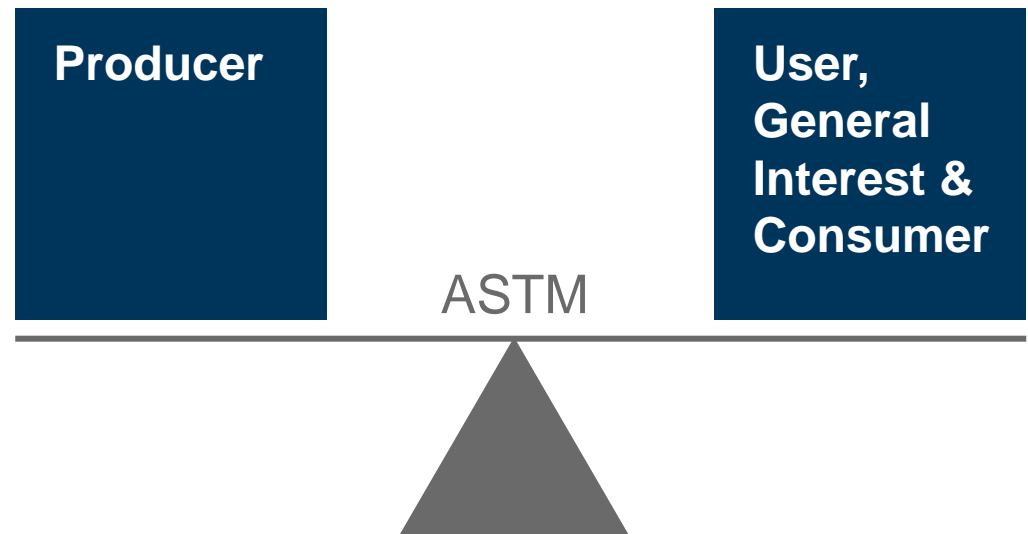 Producer
User,
General
Interest &
Consumer
ASTM